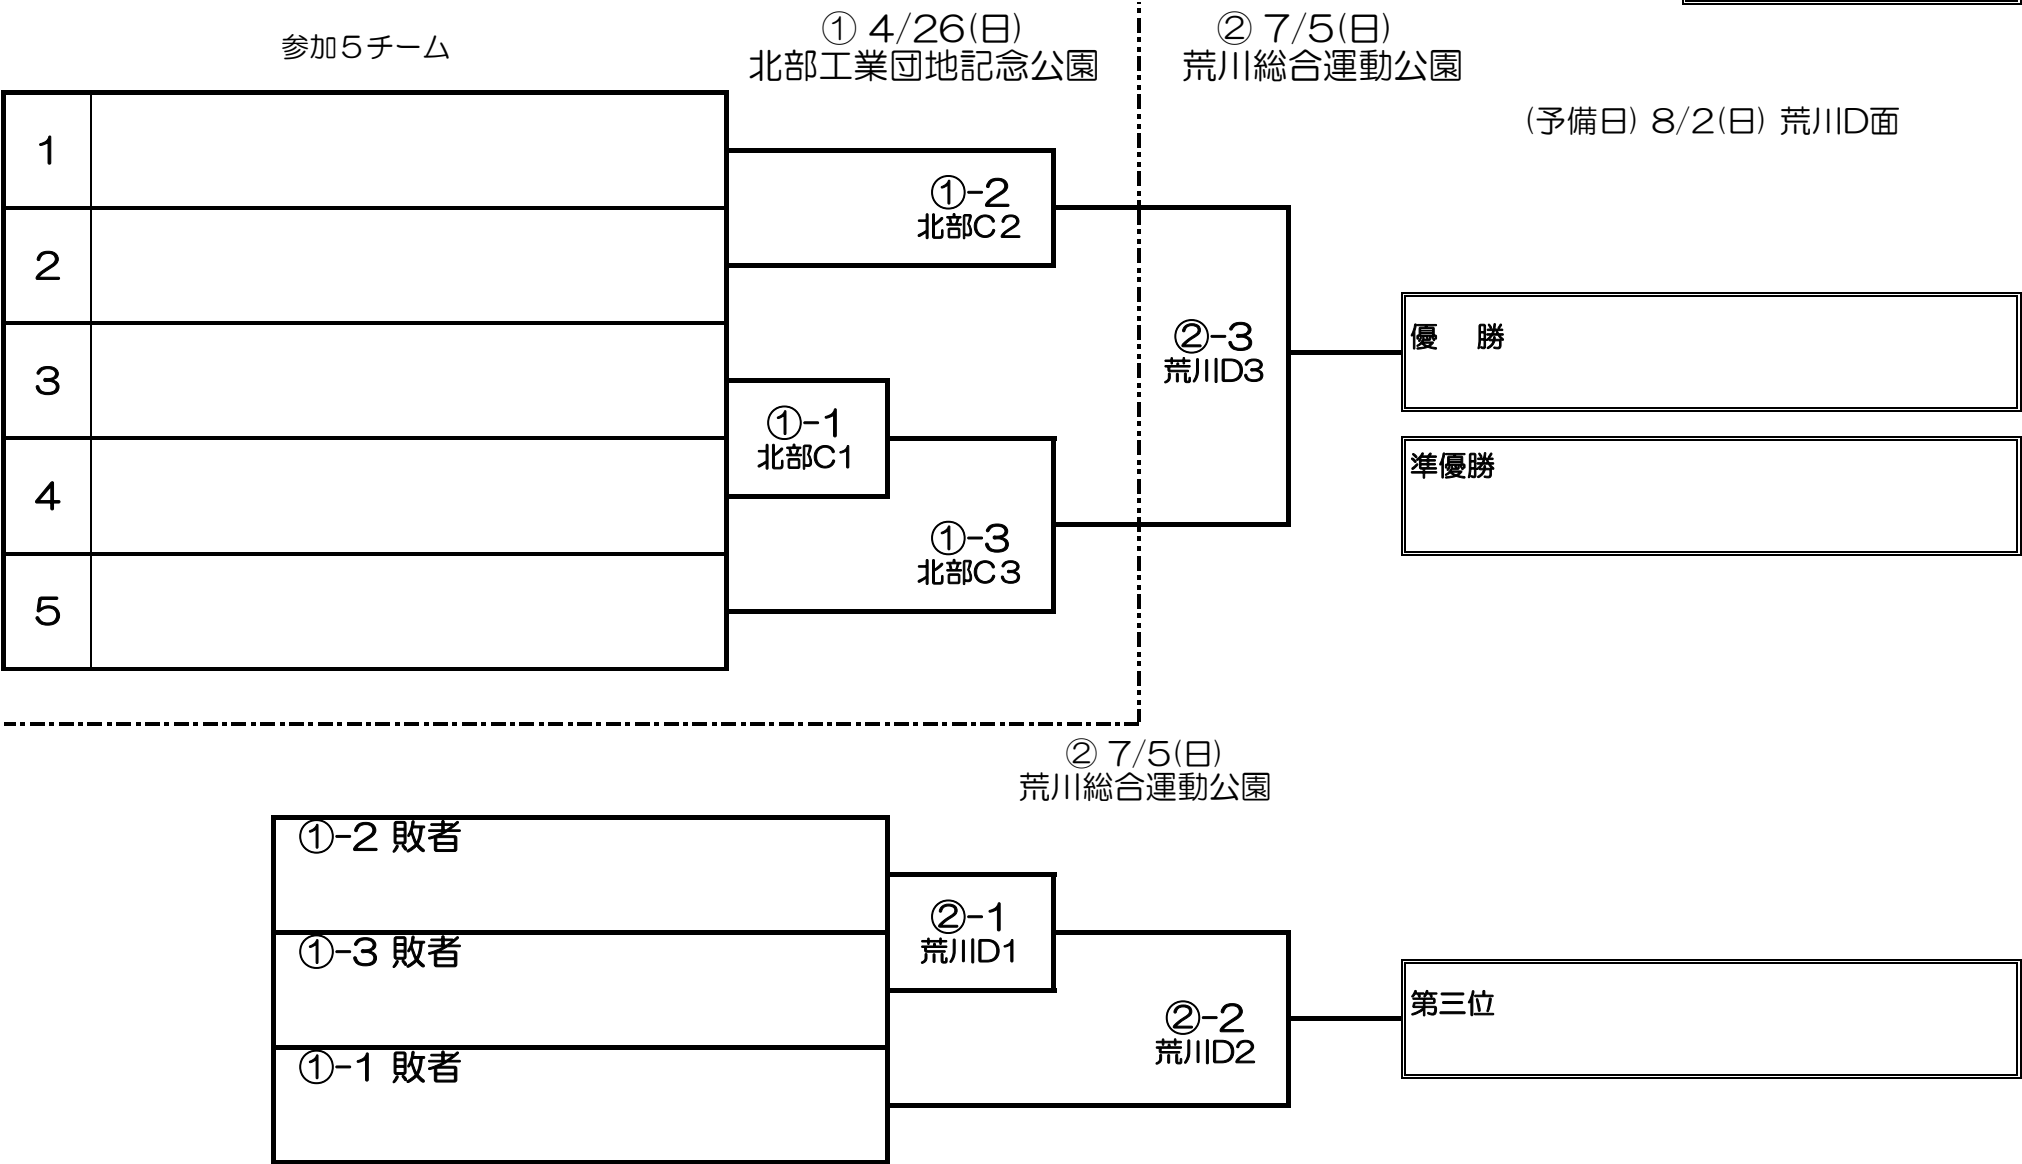 参加５チーム
① 4/26(日)
北部工業団地記念公園
② 7/5(日)
荒川総合運動公園
(予備日) 8/2(日) 荒川D面
1
2
3
4
5
①-2
北部C２
①-1
北部C1
①-3
北部C３
②-3
荒川D3
優　勝
準優勝
② 7/5(日)
荒川総合運動公園
①-2 敗者
①-3 敗者
①-1 敗者
②-1
荒川D1
②-2
荒川D2
第三位